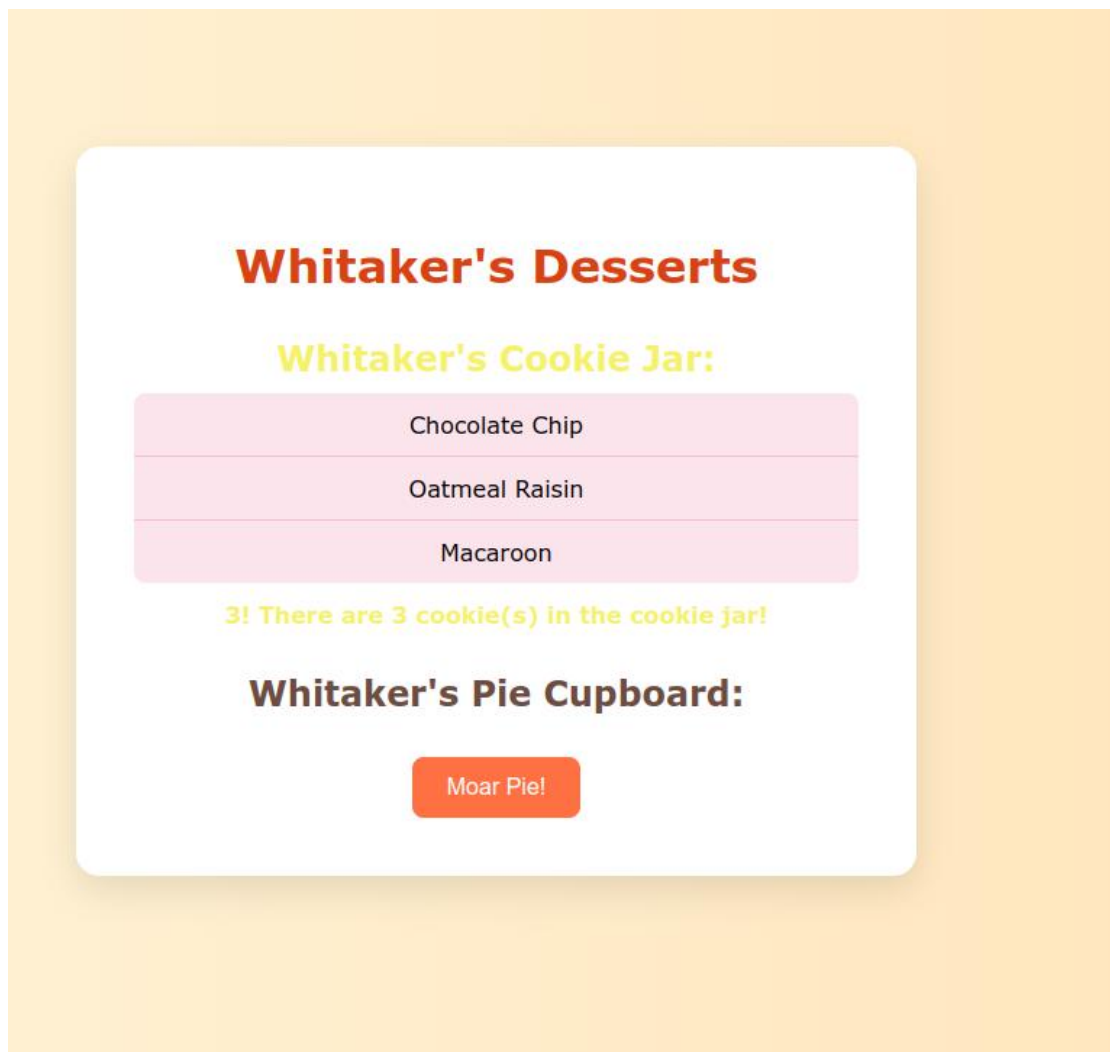 Whitaker's Desserts
Whitaker's Cookie Jar:
Chocolate Chip
Oatmeal Raisin
Macaroon
3! There are 3 cookie(s) in the cookie jar!
Whitaker's Pie Cupboard:
Moar Pie!